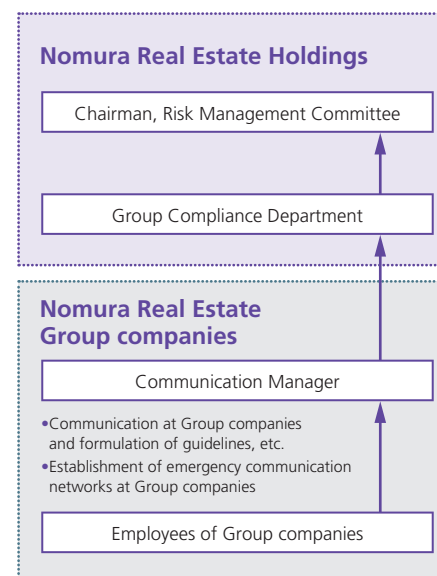 Nomura Real Estate Holdings
Chairman, Risk Management Committee
Group Compliance Department
Nomura Real Estate
Group companies
Communication Manager
•Communication at Group companies
and formulation of guidelines, etc.
•Establishment of emergency communication
networks at Group companies
Employees of Group companies